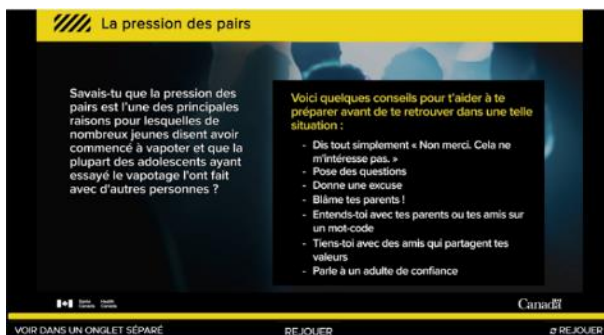 La pression des pairs
Savais-tu que la pression des
pairs est l'une des principales
raisons pour lesquelles de
nombreux jeunes disent avoir
commencé à vapoter et que la
plupart des adolescents ayant
essayé le vapotage l'ont fait
avec d'autres personnes ?
Voici quelques conseils pour t'aider à te
préparer avant de te retrouver dans une telle
situation :
- Dis tout simplement « Non merci. Cela ne
m'intéresse pas. »
- Pose des questions
- Donne une excuse
- Blâme tes parents !
- Entends-toi avec tes parents ou tes amis sur
un mot-code
- Tiens-toi avec des amis qui partagent tes
valeurs
- Parle à un adulte de confiance
Santé Health
Canada Canada
Canada
VOIR DANS UN ONGLET SÉPARÉ
REJOUER
REJOUER